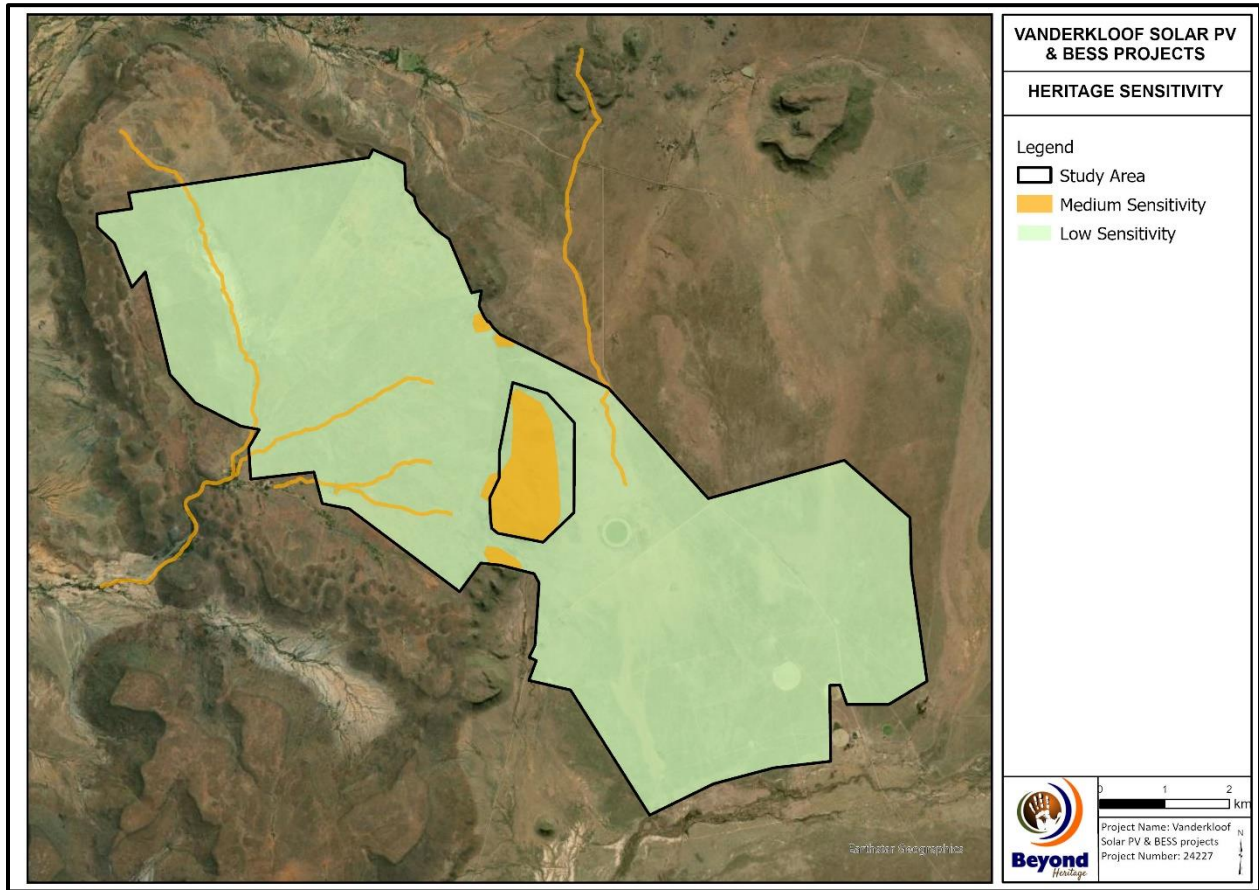 VANDERKLOOF SOLAR PV
& BESS PROJECTS
HERITAGE SENSITIVITY
Legend
Study Area
Medium Sensitivity
Low Sensitivity
Earthstar Geographics
0 1 2
km
Project Name: Vanderkloof
Solar PV & BESS projects
Project Number: 24227
N
Beyond
Heritage